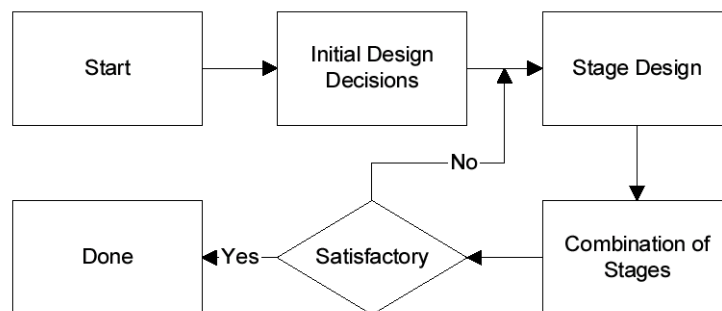 Start
Initial Design
Decisions
Stage Design
No
Done
Yes
Satisfactory
Combination of
Stages